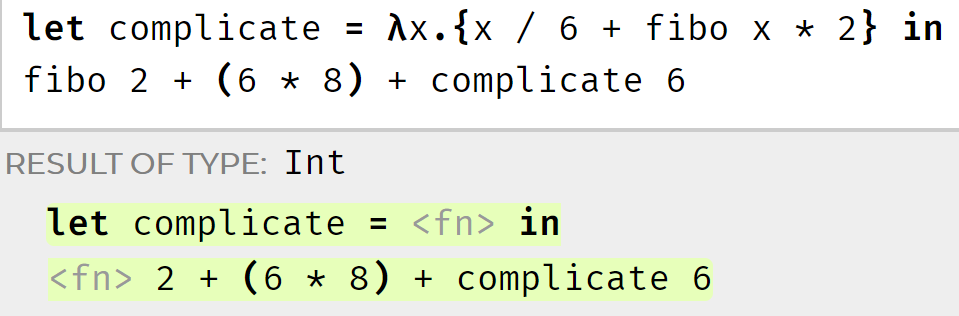 let complicate = λx.{x / 6 + fibo x * 2} in
fibo 2 + (6 * 8) + complicate 6
RESULT OF TYPE: Int
let complicate = <fn> in
<fn> 2 + (6 * 8) + complicate 6